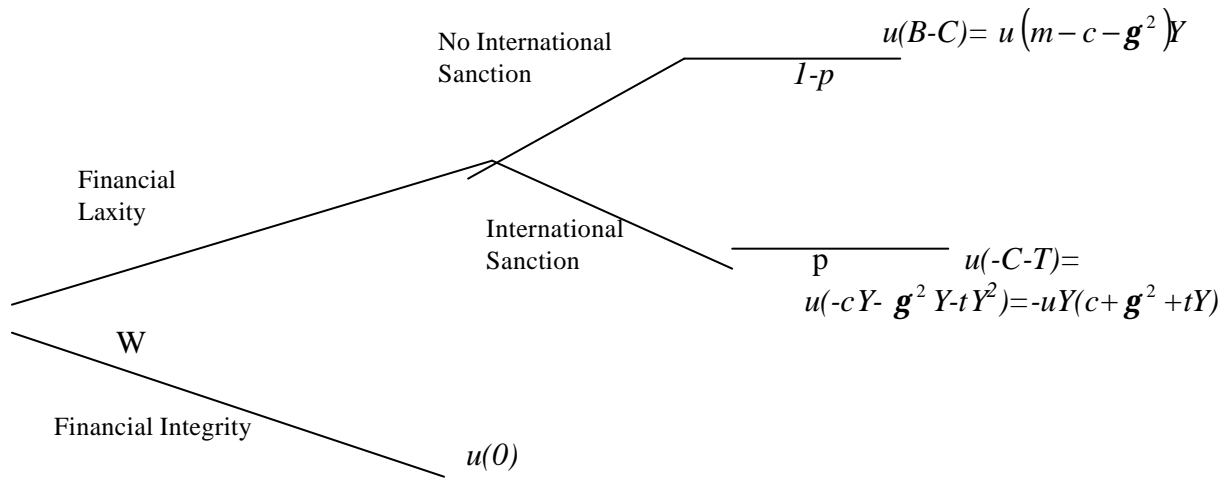 No International
Sanction
u(B-C)= u (m − c − g²)Y
1-p
Financial
Laxity
International
Sanction
p
u(-C-T)=
u(-cY- g² Y-tY²)=-uY(c+ g² +tY)
W
Financial Integrity
u(0)